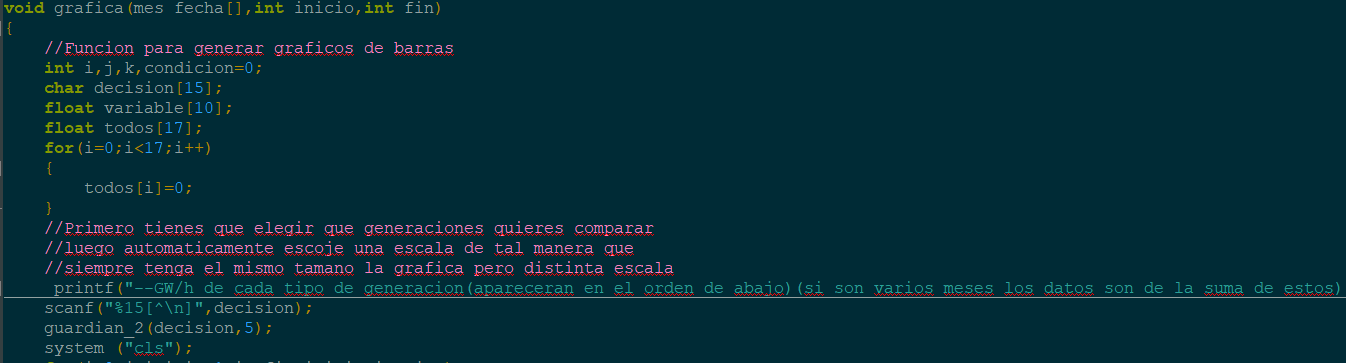 void grafica(mes fecha[],int inicio,int fin)
{
//Funcion para generar graficos de barras
int i,j,k,condicion=0;
char decision[15];
float variable[10];
float todos[17];
for(i=0;i<17;i++)
{
todos[i]=0;
}
//Primero tienes que elegir que generaciones quieres comparar
//luego automaticamente escoje una escala de tal manera que
//siempre tenga el mismo tamano la grafica pero distinta escala
printf("--GW/h de cada tipo de generacion(apareceran en el orden de abajo)(si son varios meses los datos son de la suma de estos)
scanf("%15[^\n]",decision);
guardian_2(decision,5);
system ("cls");